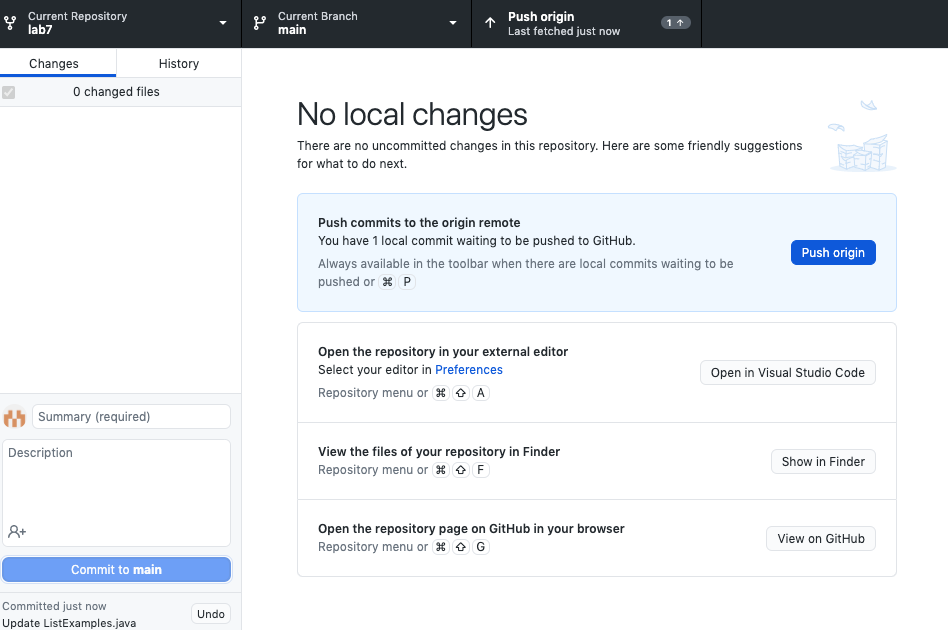 Current Repository
lab7
Current Branch
main
Push origin
Last fetched just now
1 ↑
Changes
History
0 changed files
No local changes
There are no uncommitted changes in this repository. Here are some friendly suggestions
for what to do next.
Push commits to the origin remote
You have 1 local commit waiting to be pushed to GitHub.
Always available in the toolbar when there are local commits waiting to be
pushed or ⌘ P
Push origin
Open the repository in your external editor
Select your editor in Preferences
Repository menu or ⌘ ⇧ A
Open in Visual Studio Code
View the files of your repository in Finder
Repository menu or ⌘ ⇧ F
Show in Finder
Open the repository page on GitHub in your browser
Repository menu or ⌘ ⇧ G
View on GitHub
Summary (required)
Description
Commit to main
Committed just now
Update ListExamples.java
Undo